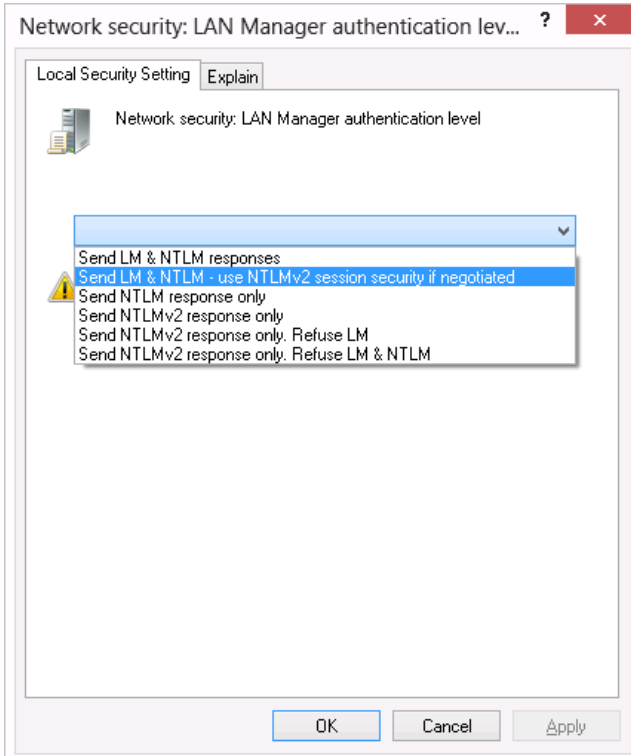 Network security: LAN Manager authentication lev... ? ×
Local Security Setting Explain
Network security: LAN Manager authentication level
Send LM & NTLM responses
Send LM & NTLM - use NTLMv2 session security if negotiated
Send NTLM response only
Send NTLMv2 response only
Send NTLMv2 response only. Refuse LM
Send NTLMv2 response only. Refuse LM & NTLM
OK Cancel Apply